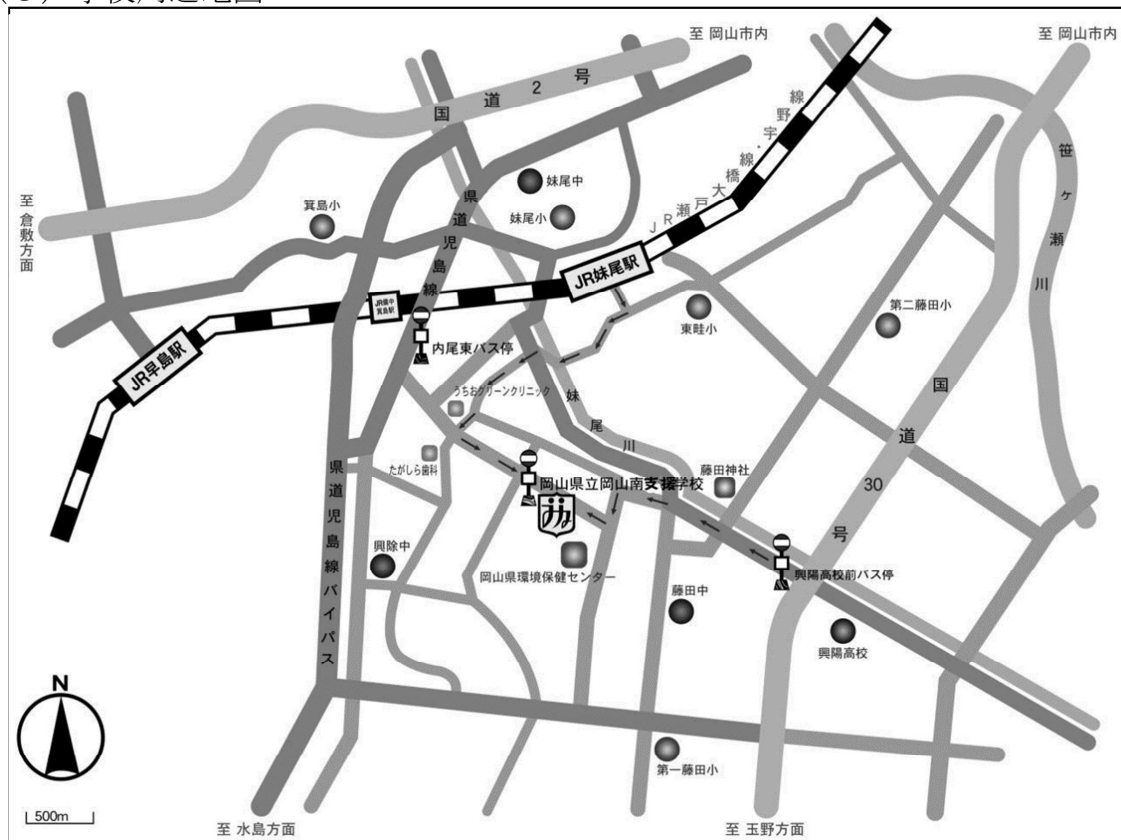 至 岡山市内
至 岡山市内
国道2号
妹尾中
妹尾小
箕島小
県道児島線
JR瀬戸大橋線・宇野線
笹ヶ瀬川
至 倉敷方面
JR妹尾駅
JR備中
箕島駅
JR早島駅
内尾東バス停
東畦小
第二藤田小
うちおグリーンクリニック
妹尾川
国道30号
たがしら歯科
岡山県立岡山南支援学校
藤田神社
県道児島線バイパス
興除中
岡山県環境保健センター
藤田中
興陽高校前バス停
興陽高校
N
第一藤田小
500m
至 水島方面
至 玉野方面